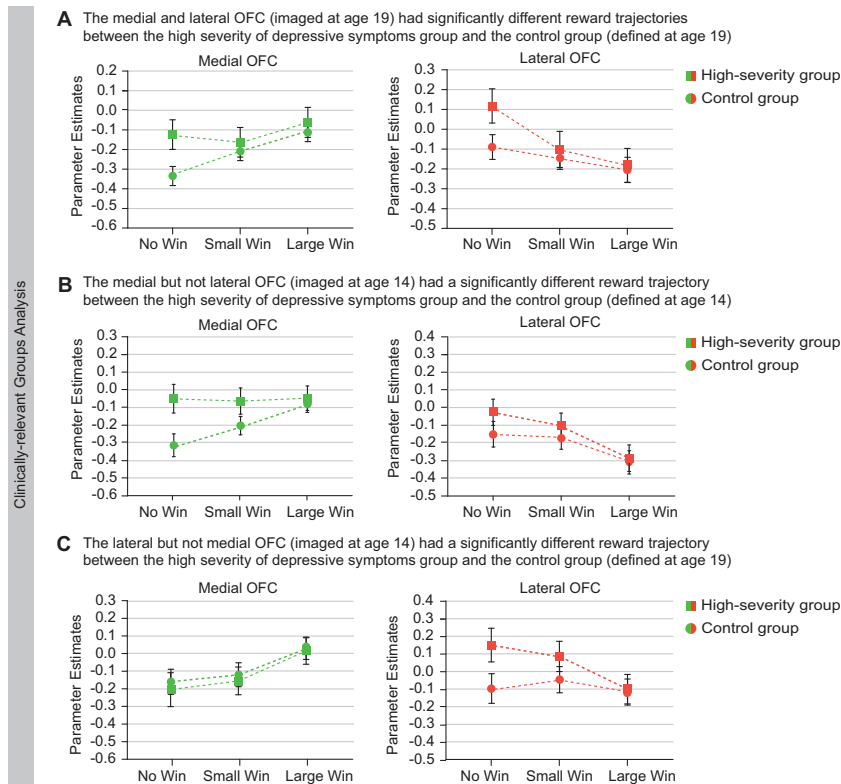 Clinically-relevant Groups Analysis
A The medial and lateral OFC (imaged at age 19) had significantly different reward trajectories
between the high severity of depressive symptoms group and the control group (defined at age 19)
Medial OFC
Parameter Estimates
0.2
0.1
0.0
-0.1
-0.2
-0.3
-0.4
-0.5
-0.6
No Win Small Win Large Win
Lateral OFC
Parameter Estimates
0.3
0.2
0.1
0.0
-0.1
-0.2
-0.3
-0.4
-0.5
No Win Small Win Large Win
High-severity group
Control group
B The medial but not lateral OFC (imaged at age 14) had a significantly different reward trajectory
between the high severity of depressive symptoms group and the control group (defined at age 14)
Medial OFC
Parameter Estimates
0.3
0.2
0.1
0.0
-0.1
-0.2
-0.3
-0.4
-0.5
-0.6
No Win Small Win Large Win
Lateral OFC
Parameter Estimates
0.4
0.3
0.2
0.1
0.0
-0.1
-0.2
-0.3
-0.4
-0.5
No Win Small Win Large Win
High-severity group
Control group
C The lateral but not medial OFC (imaged at age 14) had a significantly different reward trajectory
between the high severity of depressive symptoms group and the control group (defined at age 19)
Medial OFC
Parameter Estimates
0.3
0.2
0.1
0.0
-0.1
-0.2
-0.3
-0.4
-0.5
-0.6
No Win Small Win Large Win
Lateral OFC
Parameter Estimates
0.4
0.3
0.2
0.1
0.0
-0.1
-0.2
-0.3
-0.4
-0.5
No Win Small Win Large Win
High-severity group
Control group